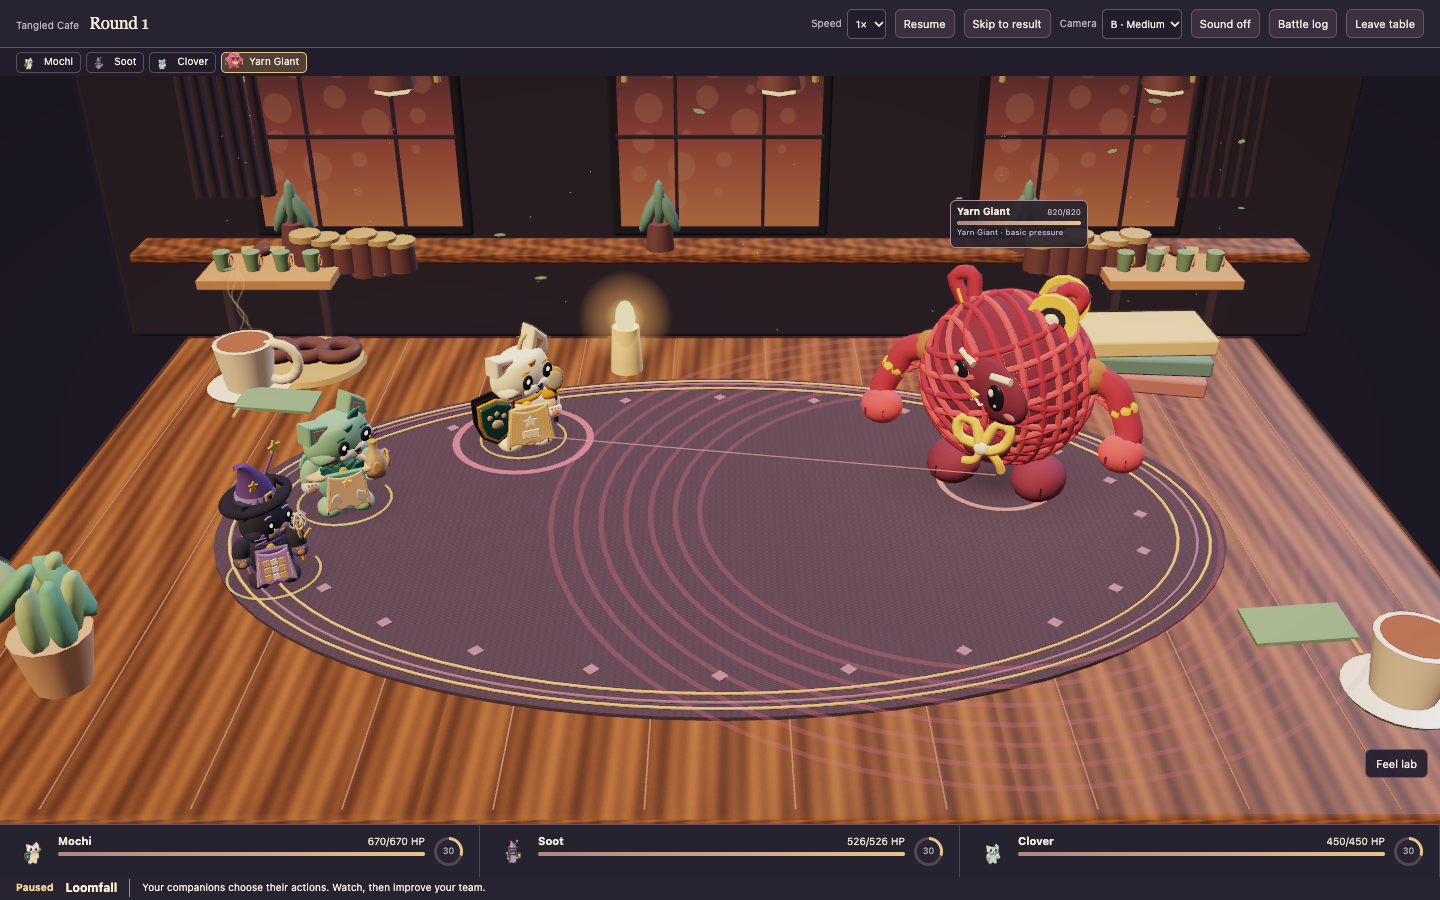 Tangled Cafe Round 1 Speed 1× Resume Skip to result Camera B · Medium Sound off Battle log Leave table
Mochi Soot Clover Yarn Giant
Yarn Giant 820/820
Yarn Giant · basic pressure
Feel lab
Mochi 670/670 HP 30 Soot 526/526 HP 30 Clover 450/450 HP 30
Paused Loomfall Your companions choose their actions. Watch, then improve your team.